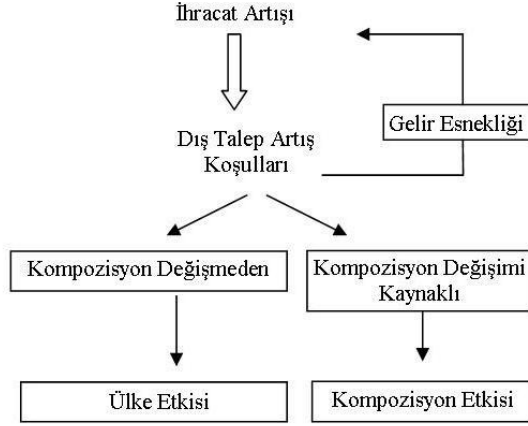 İhracat Artışı
Gelir Esnekliği
Dış Talep Artış
Koşulları
Kompozisyon Değişmeden
Kompozisyon Değişimi
Kaynaklı
Ülke Etkisi
Kompozisyon Etkisi